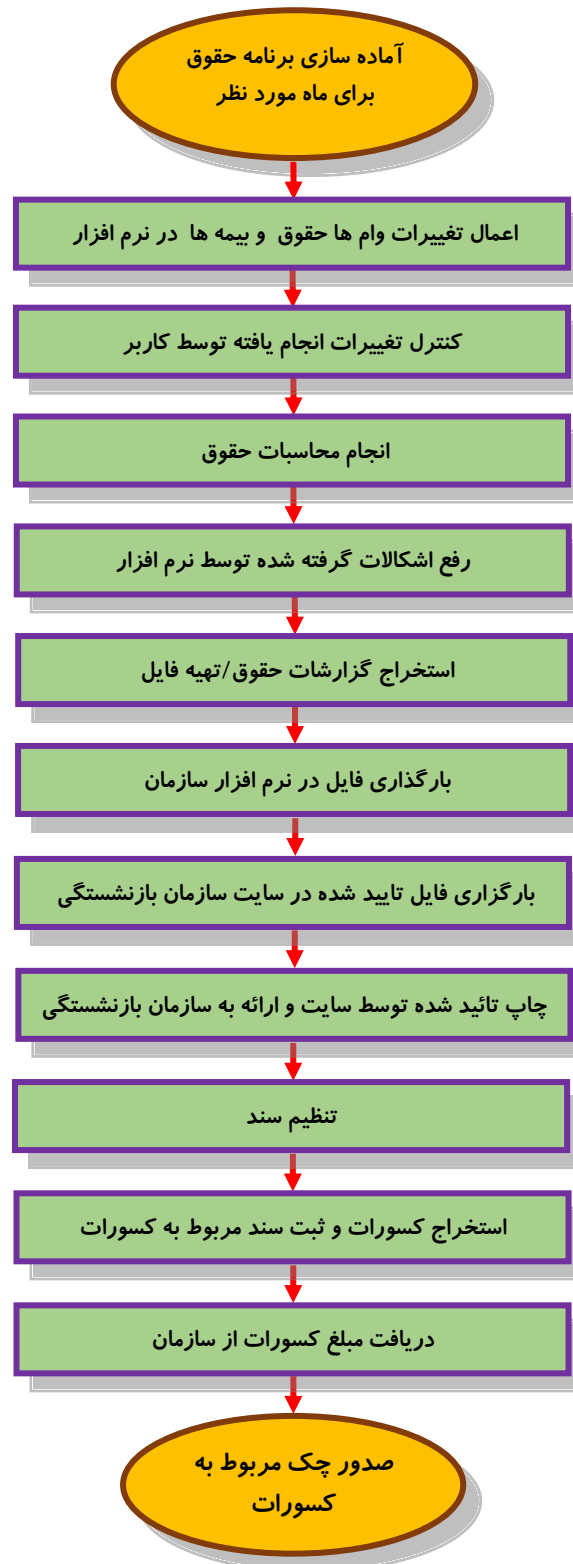 آماده سازی برنامه حقوق
برای ماه مورد نظر
اعمال تغییرات وام ها حقوق و بیمه ها در نرم افزار
کنترل تغییرات انجام یافته توسط کاربر
انجام محاسبات حقوق
رفع اشکالات گرفته شده توسط نرم افزار
استخراج گزارشات حقوق/تهیه فایل
بارگذاری فایل در نرم افزار سازمان
بارگزاری فایل تایید شده در سایت سازمان بازنشستگی
چاپ تائید شده توسط سایت و ارائه به سازمان بازنشستگی
تنظیم سند
استخراج کسورات و ثبت سند مربوط به کسورات
دریافت مبلغ کسورات از سازمان
صدور چک مربوط به
کسورات